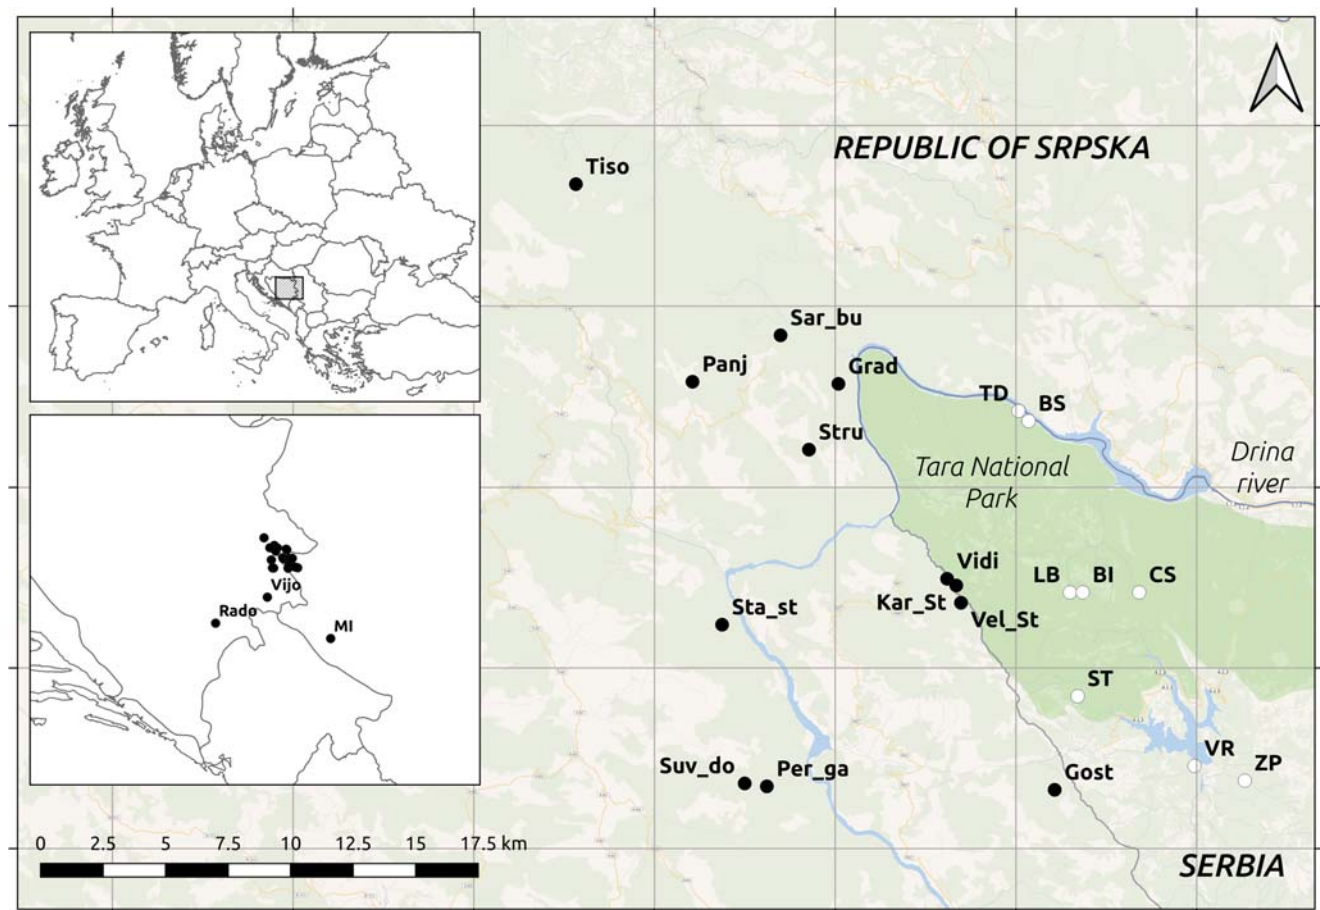 N
REPUBLIC OF SRPSKA
Tiso
Sar_bu
Panj
Grad
TD
BS
Stru
Drina
river
Tara National
Park
Vidi
LB
BI
CS
Kar_St
Vel_St
Sta_st
Vijo
Rado
MI
ST
VR
ZP
Suv_do
Per_ga
Gost
0 2.5 5 7.5 10 12.5 15 17.5 km
SERBIA